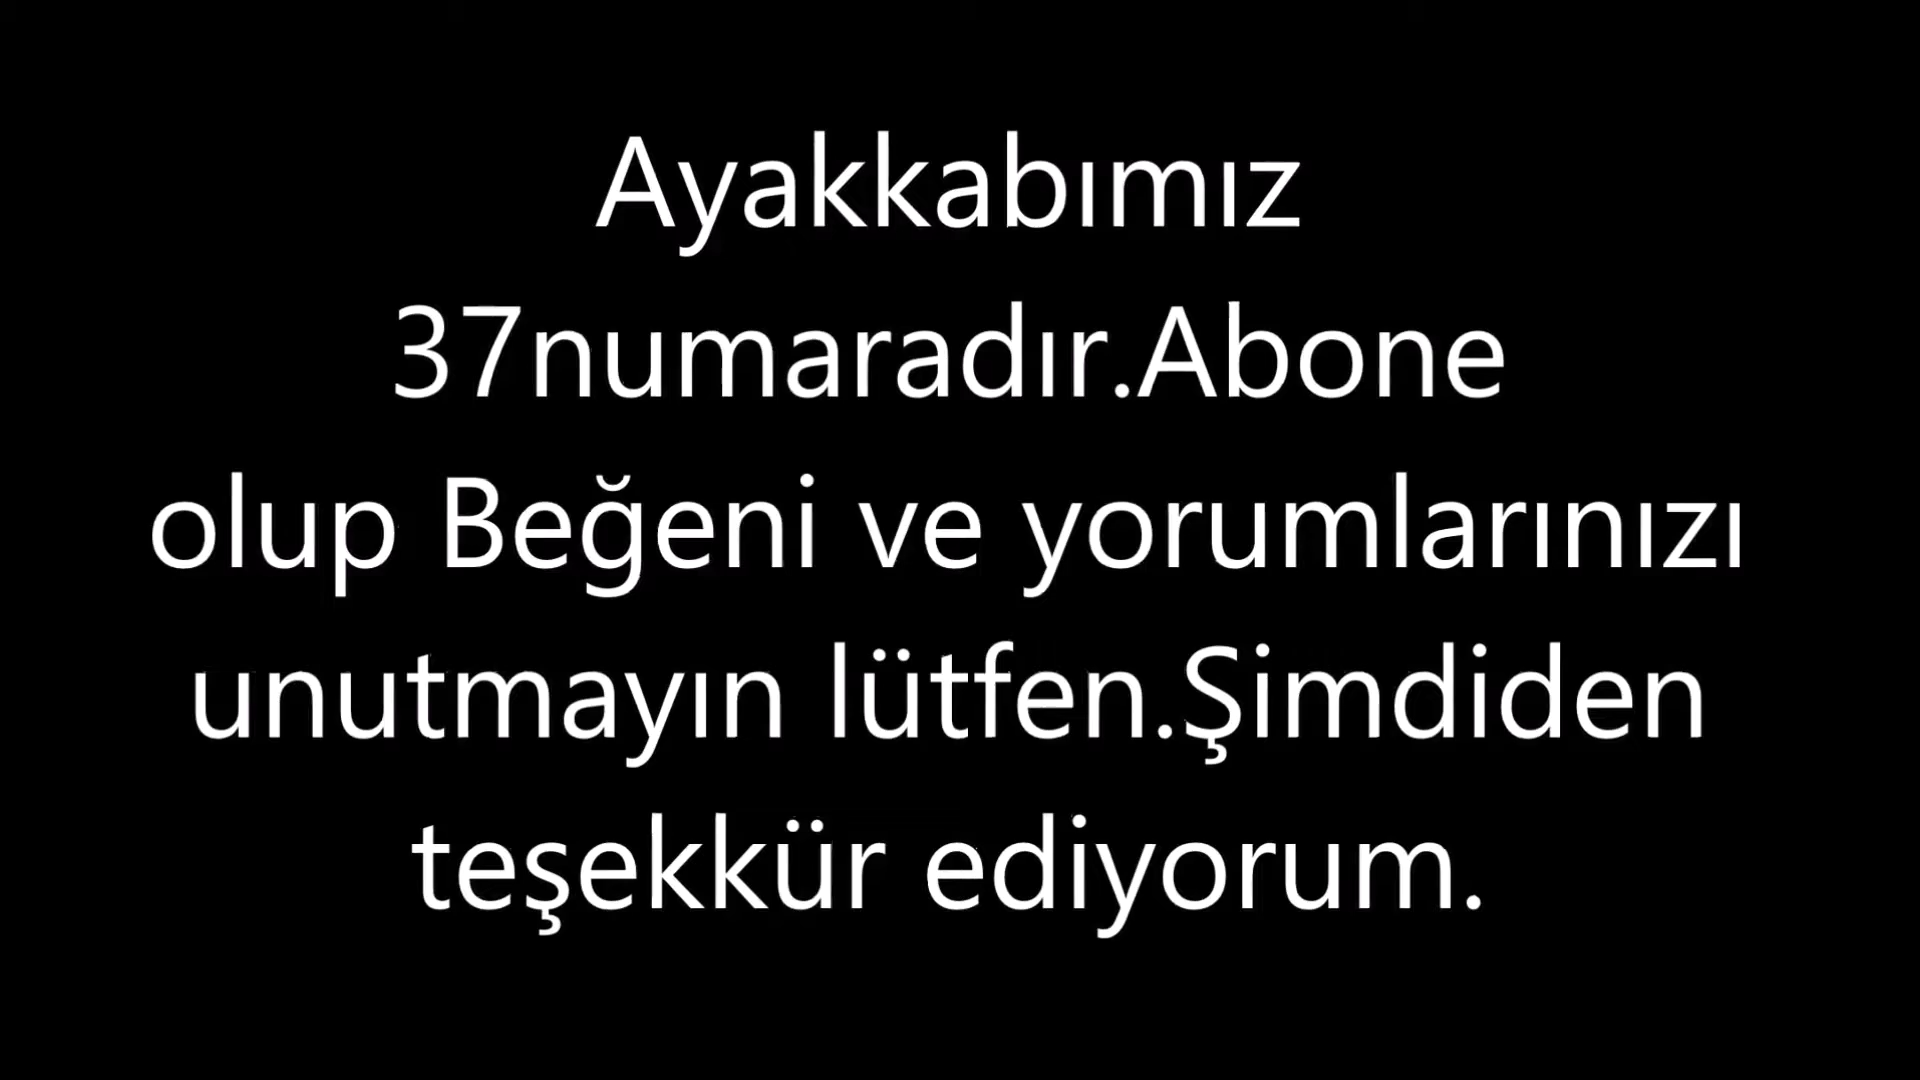 Ayakkabımız
37numaradır.Abone
olup Beğeni ve yorumlarınızı
unutmayın lütfen.Şimdiden
teşekkür ediyorum.